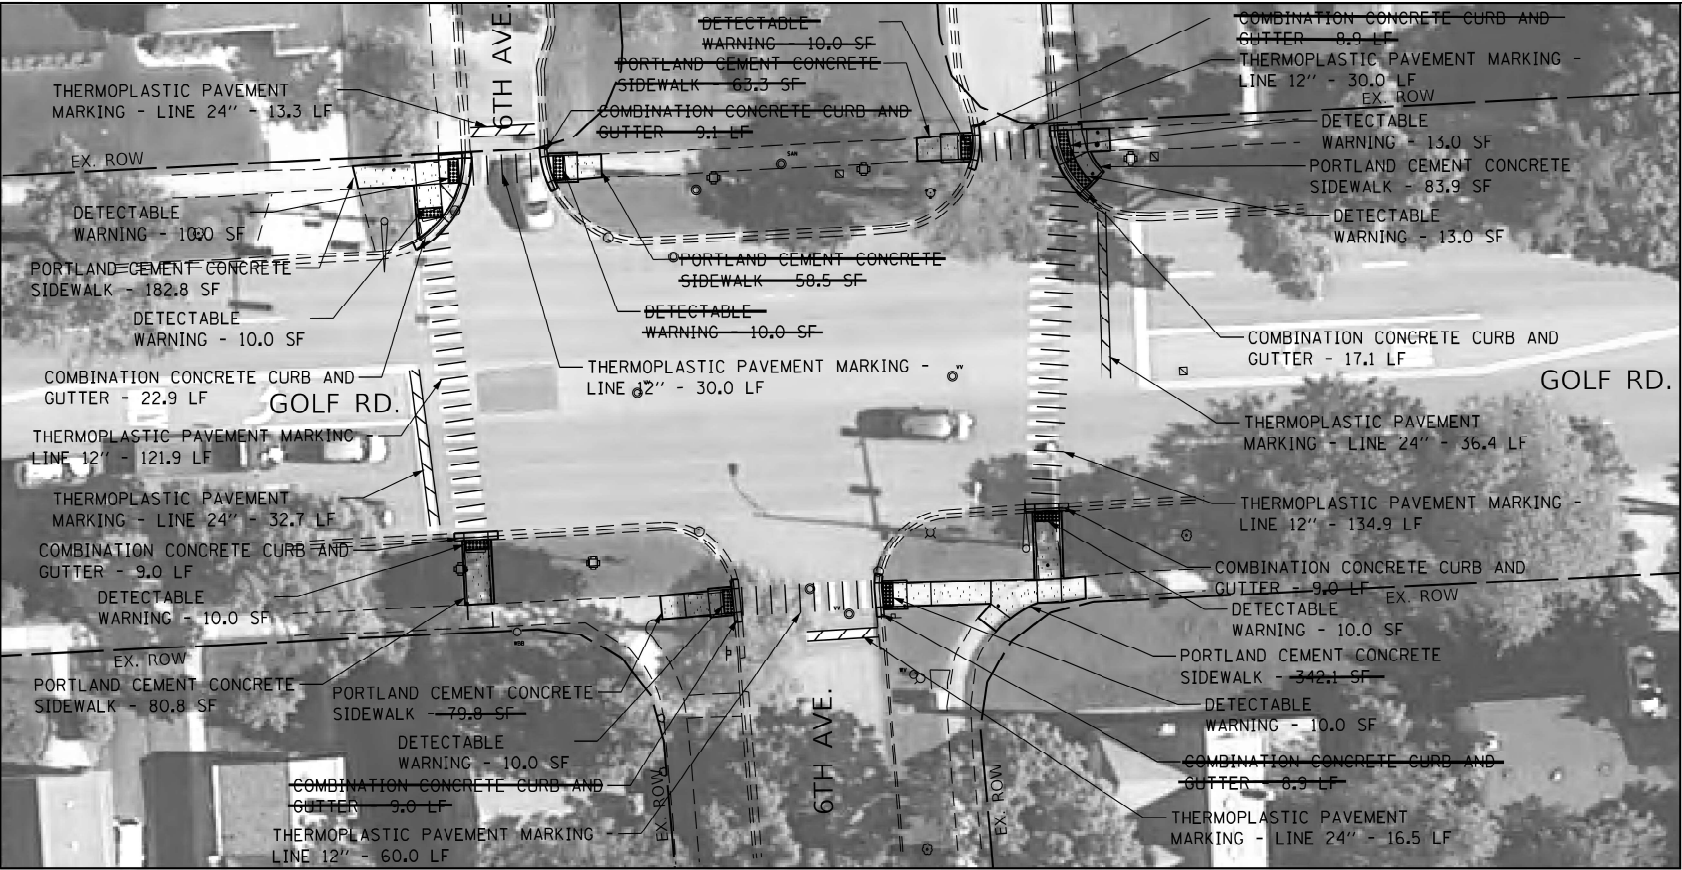 6TH AVE.
DETECTABLE
WARNING - 10.0 SF
PORTLAND CEMENT CONCRETE
SIDEWALK - 63.3 SF
COMBINATION CONCRETE CURB AND
GUTTER - 9.1 LF
COMBINATION CONCRETE CURB AND
GUTTER - 8.9 LF
THERMOPLASTIC PAVEMENT MARKING -
LINE 12" - 30.0 LF
EX. ROW
DETECTABLE
WARNING - 13.0 SF
PORTLAND CEMENT CONCRETE
SIDEWALK - 83.9 SF
DETECTABLE
WARNING - 13.0 SF
THERMOPLASTIC PAVEMENT
MARKING - LINE 24" - 13.3 LF
EX. ROW
SAN
DETECTABLE
WARNING - 10.0 SF
PORTLAND CEMENT CONCRETE
SIDEWALK - 182.8 SF
DETECTABLE
WARNING - 10.0 SF
COMBINATION CONCRETE CURB AND
GUTTER - 22.9 LF
GOLF RD.
PORTLAND CEMENT CONCRETE
SIDEWALK - 58.5 SF
DETECTABLE
WARNING - 10.0 SF
THERMOPLASTIC PAVEMENT MARKING -
LINE 12" - 30.0 LF
VV
COMBINATION CONCRETE CURB AND
GUTTER - 17.1 LF
GOLF RD.
THERMOPLASTIC PAVEMENT
MARKING - LINE 24" - 36.4 LF
THERMOPLASTIC PAVEMENT MARKING -
LINE 12" - 121.9 LF
THERMOPLASTIC PAVEMENT
MARKING - LINE 24" - 32.7 LF
COMBINATION CONCRETE CURB AND
GUTTER - 9.0 LF
DETECTABLE
WARNING - 10.0 SF
EX. ROW
PORTLAND CEMENT CONCRETE
SIDEWALK - 80.8 SF
THERMOPLASTIC PAVEMENT MARKING -
LINE 12" - 134.9 LF
COMBINATION CONCRETE CURB AND
GUTTER - 9.0 LF
EX. ROW
DETECTABLE
WARNING - 10.0 SF
PORTLAND CEMENT CONCRETE
SIDEWALK - 342.1 SF
DETECTABLE
WARNING - 10.0 SF
COMBINATION CONCRETE CURB AND
GUTTER - 8.9 LF
THERMOPLASTIC PAVEMENT
MARKING - LINE 24" - 16.5 LF
PORTLAND CEMENT CONCRETE
SIDEWALK - 79.8 SF
DETECTABLE
WARNING - 10.0 SF
COMBINATION CONCRETE CURB AND
GUTTER - 9.0 LF
THERMOPLASTIC PAVEMENT MARKING -
LINE 12" - 60.0 LF
EX. ROW
6TH AVE.
EX. ROW